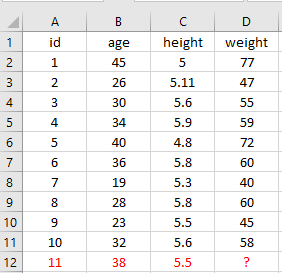 A B C D
1 id age height weight
2 1 45 5 77
3 2 26 5.11 47
4 3 30 5.6 55
5 4 34 5.9 59
6 5 40 4.8 72
7 6 36 5.8 60
8 7 19 5.3 40
9 8 28 5.8 60
10 9 23 5.5 45
11 10 32 5.6 58
12 11 38 5.5 ?